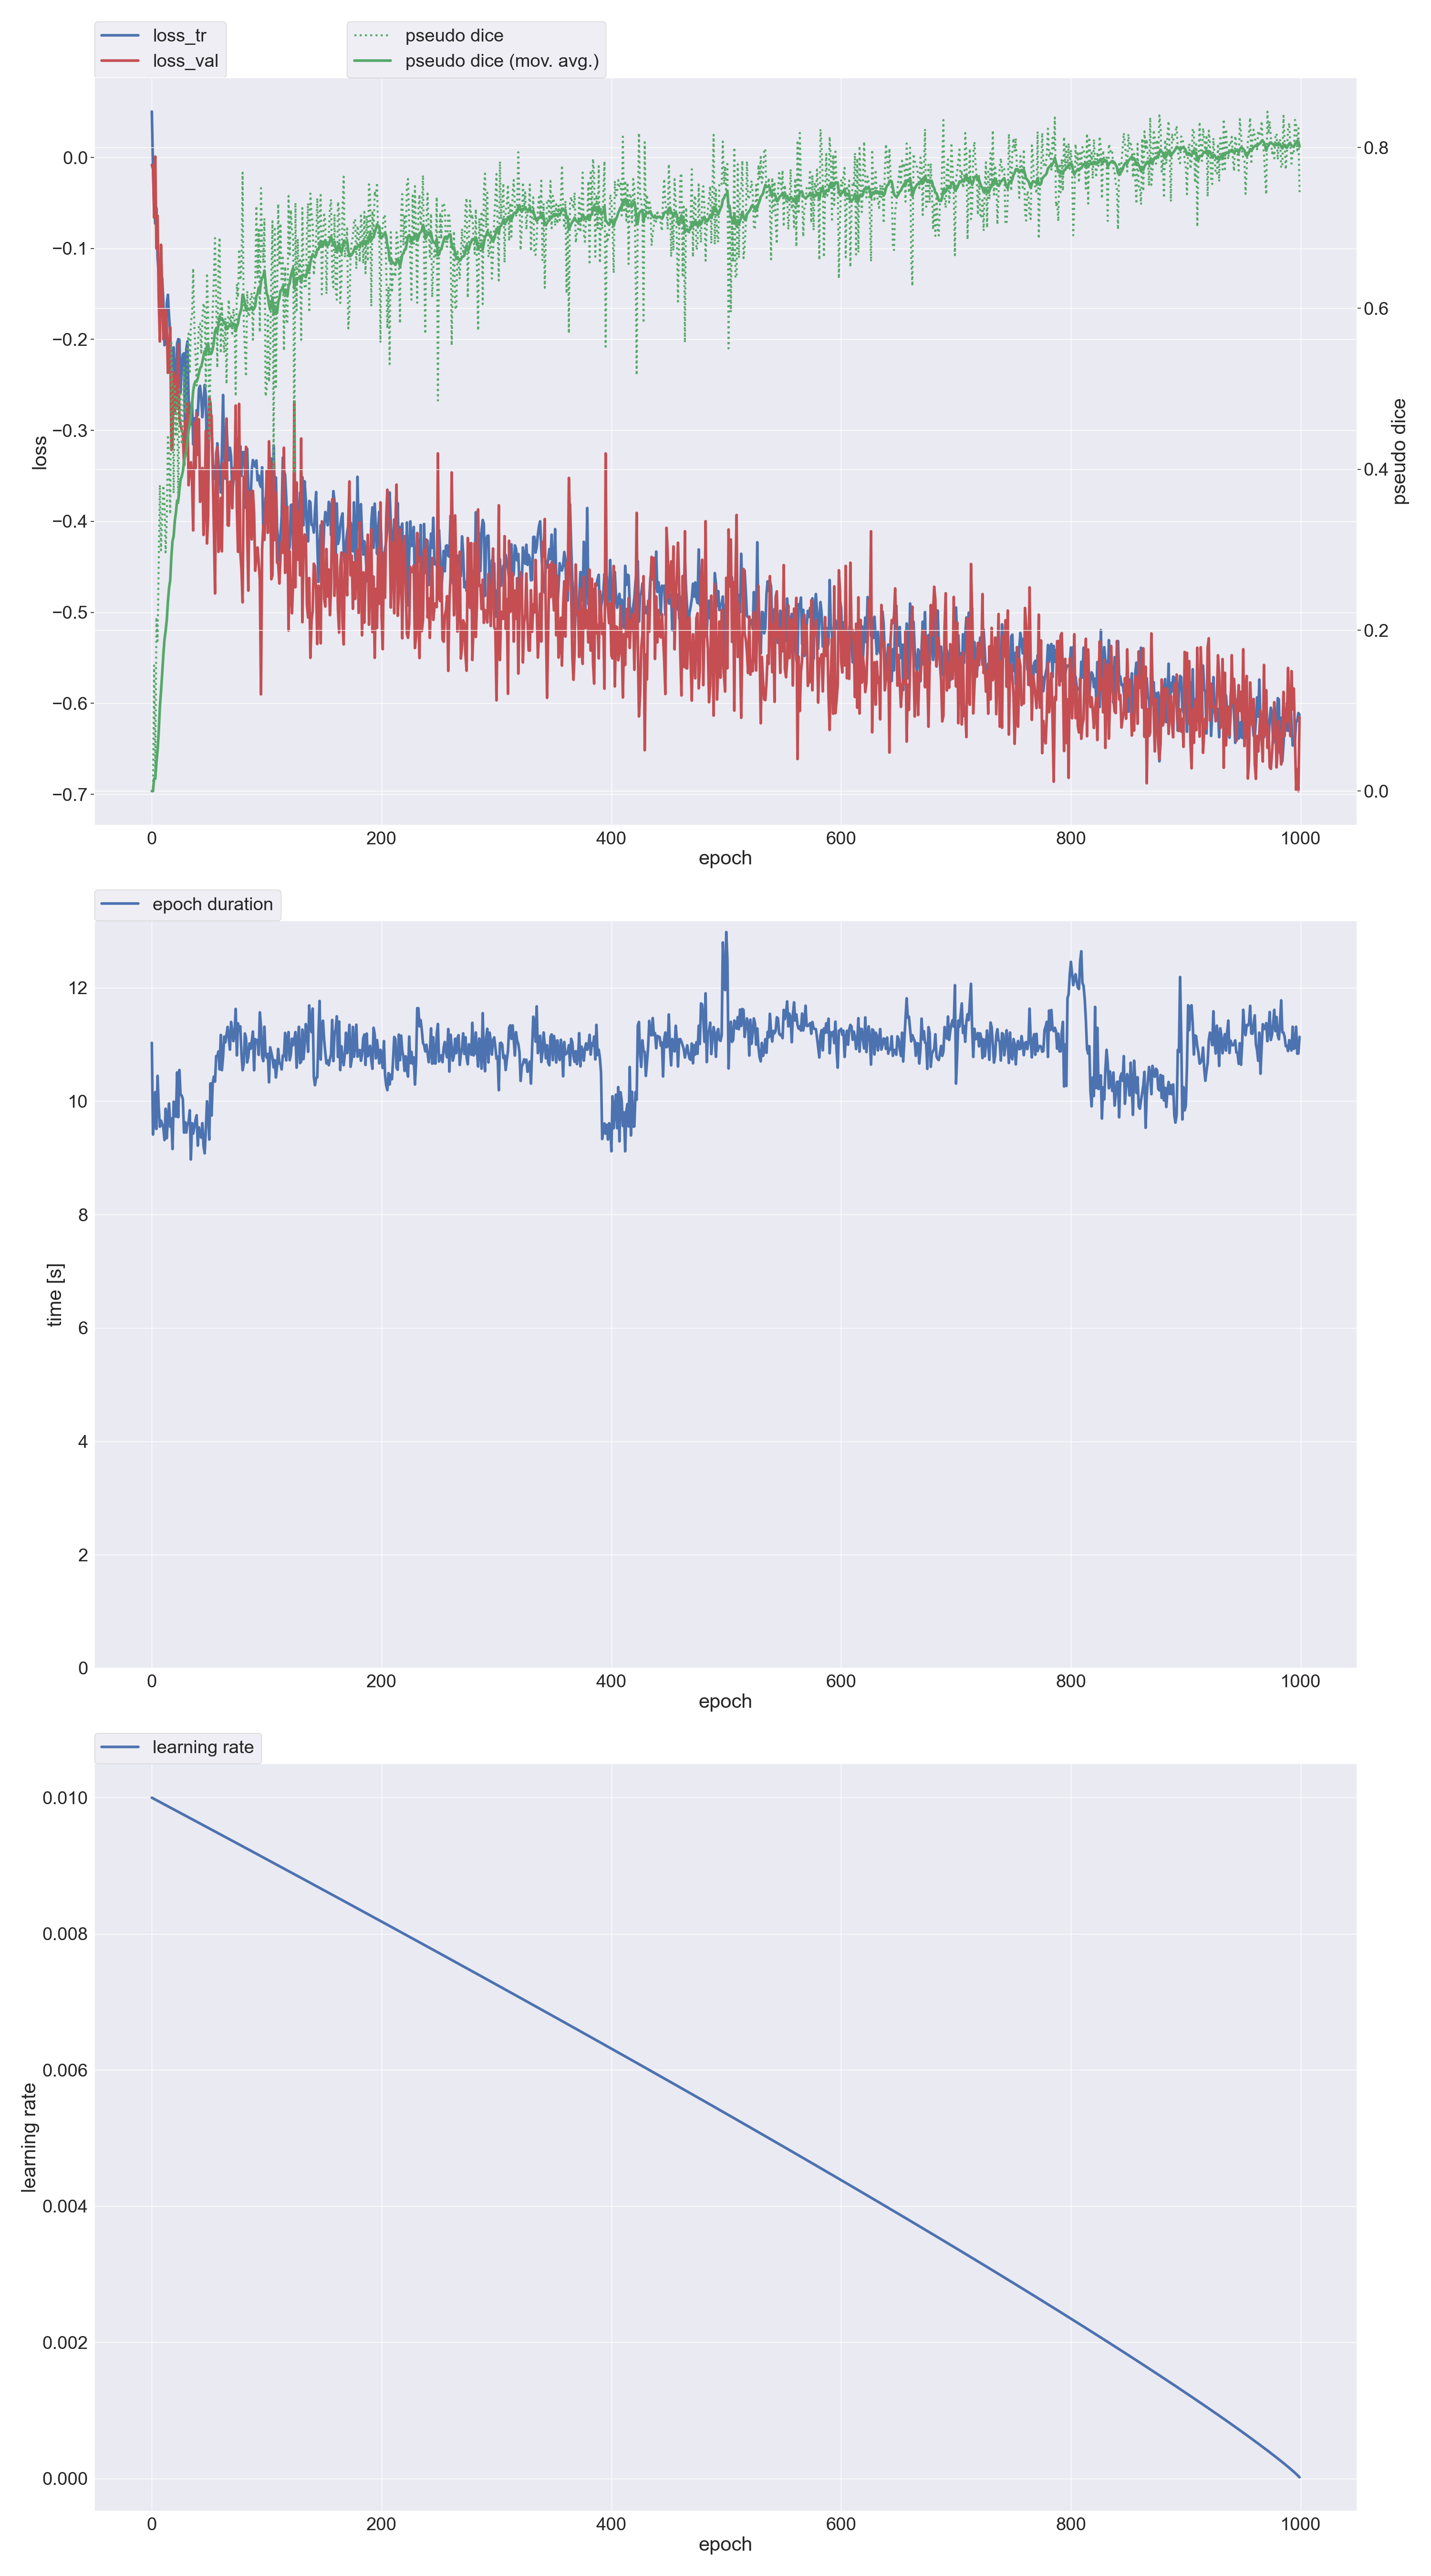 loss_tr
loss_val
pseudo dice
pseudo dice (mov. avg.)
0.0
−0.1
−0.2
−0.3
−0.4
−0.5
−0.6
−0.7
loss
0.8
0.6
0.4
0.2
0.0
pseudo dice
0 200 400 600 800 1000
epoch
epoch duration
12
10
8
6
4
2
0
time [s]
0 200 400 600 800 1000
epoch
learning rate
0.010
0.008
0.006
0.004
0.002
0.000
learning rate
0 200 400 600 800 1000
epoch